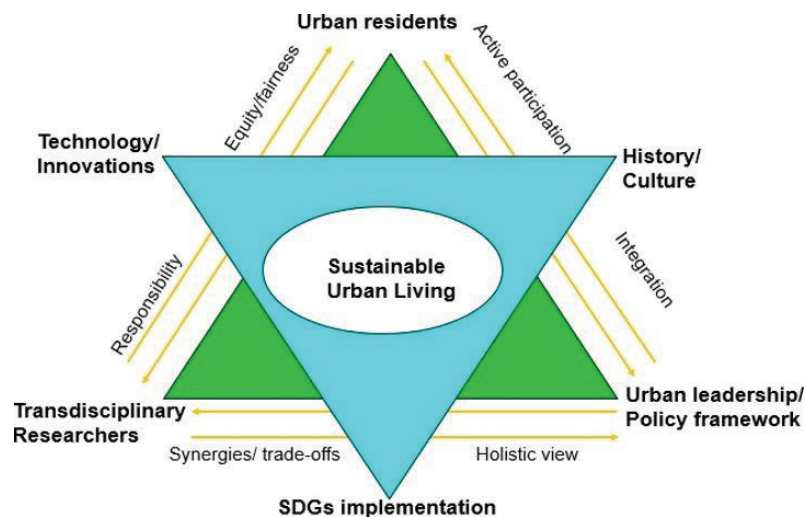 Urban residents
Equity/fairness
Active participation
Technology/
Innovations
History/
Culture
Sustainable
Urban Living
Responsibility
Integration
Transdisciplinary
Researchers
Urban leadership/
Policy framework
Synergies/ trade-offs
Holistic view
SDGs implementation